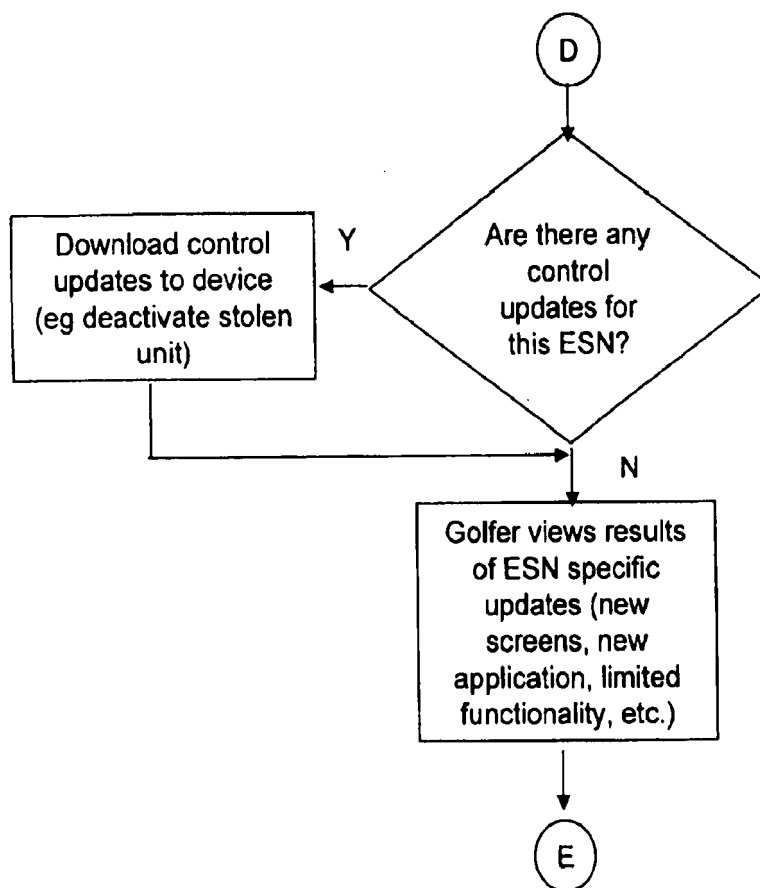 D
Are there any
control
updates for
this ESN?
Y
Download control
updates to device
(eg deactivate stolen
unit)
N
Golfer views results
of ESN specific
updates (new
screens, new
application, limited
functionality, etc.)
E